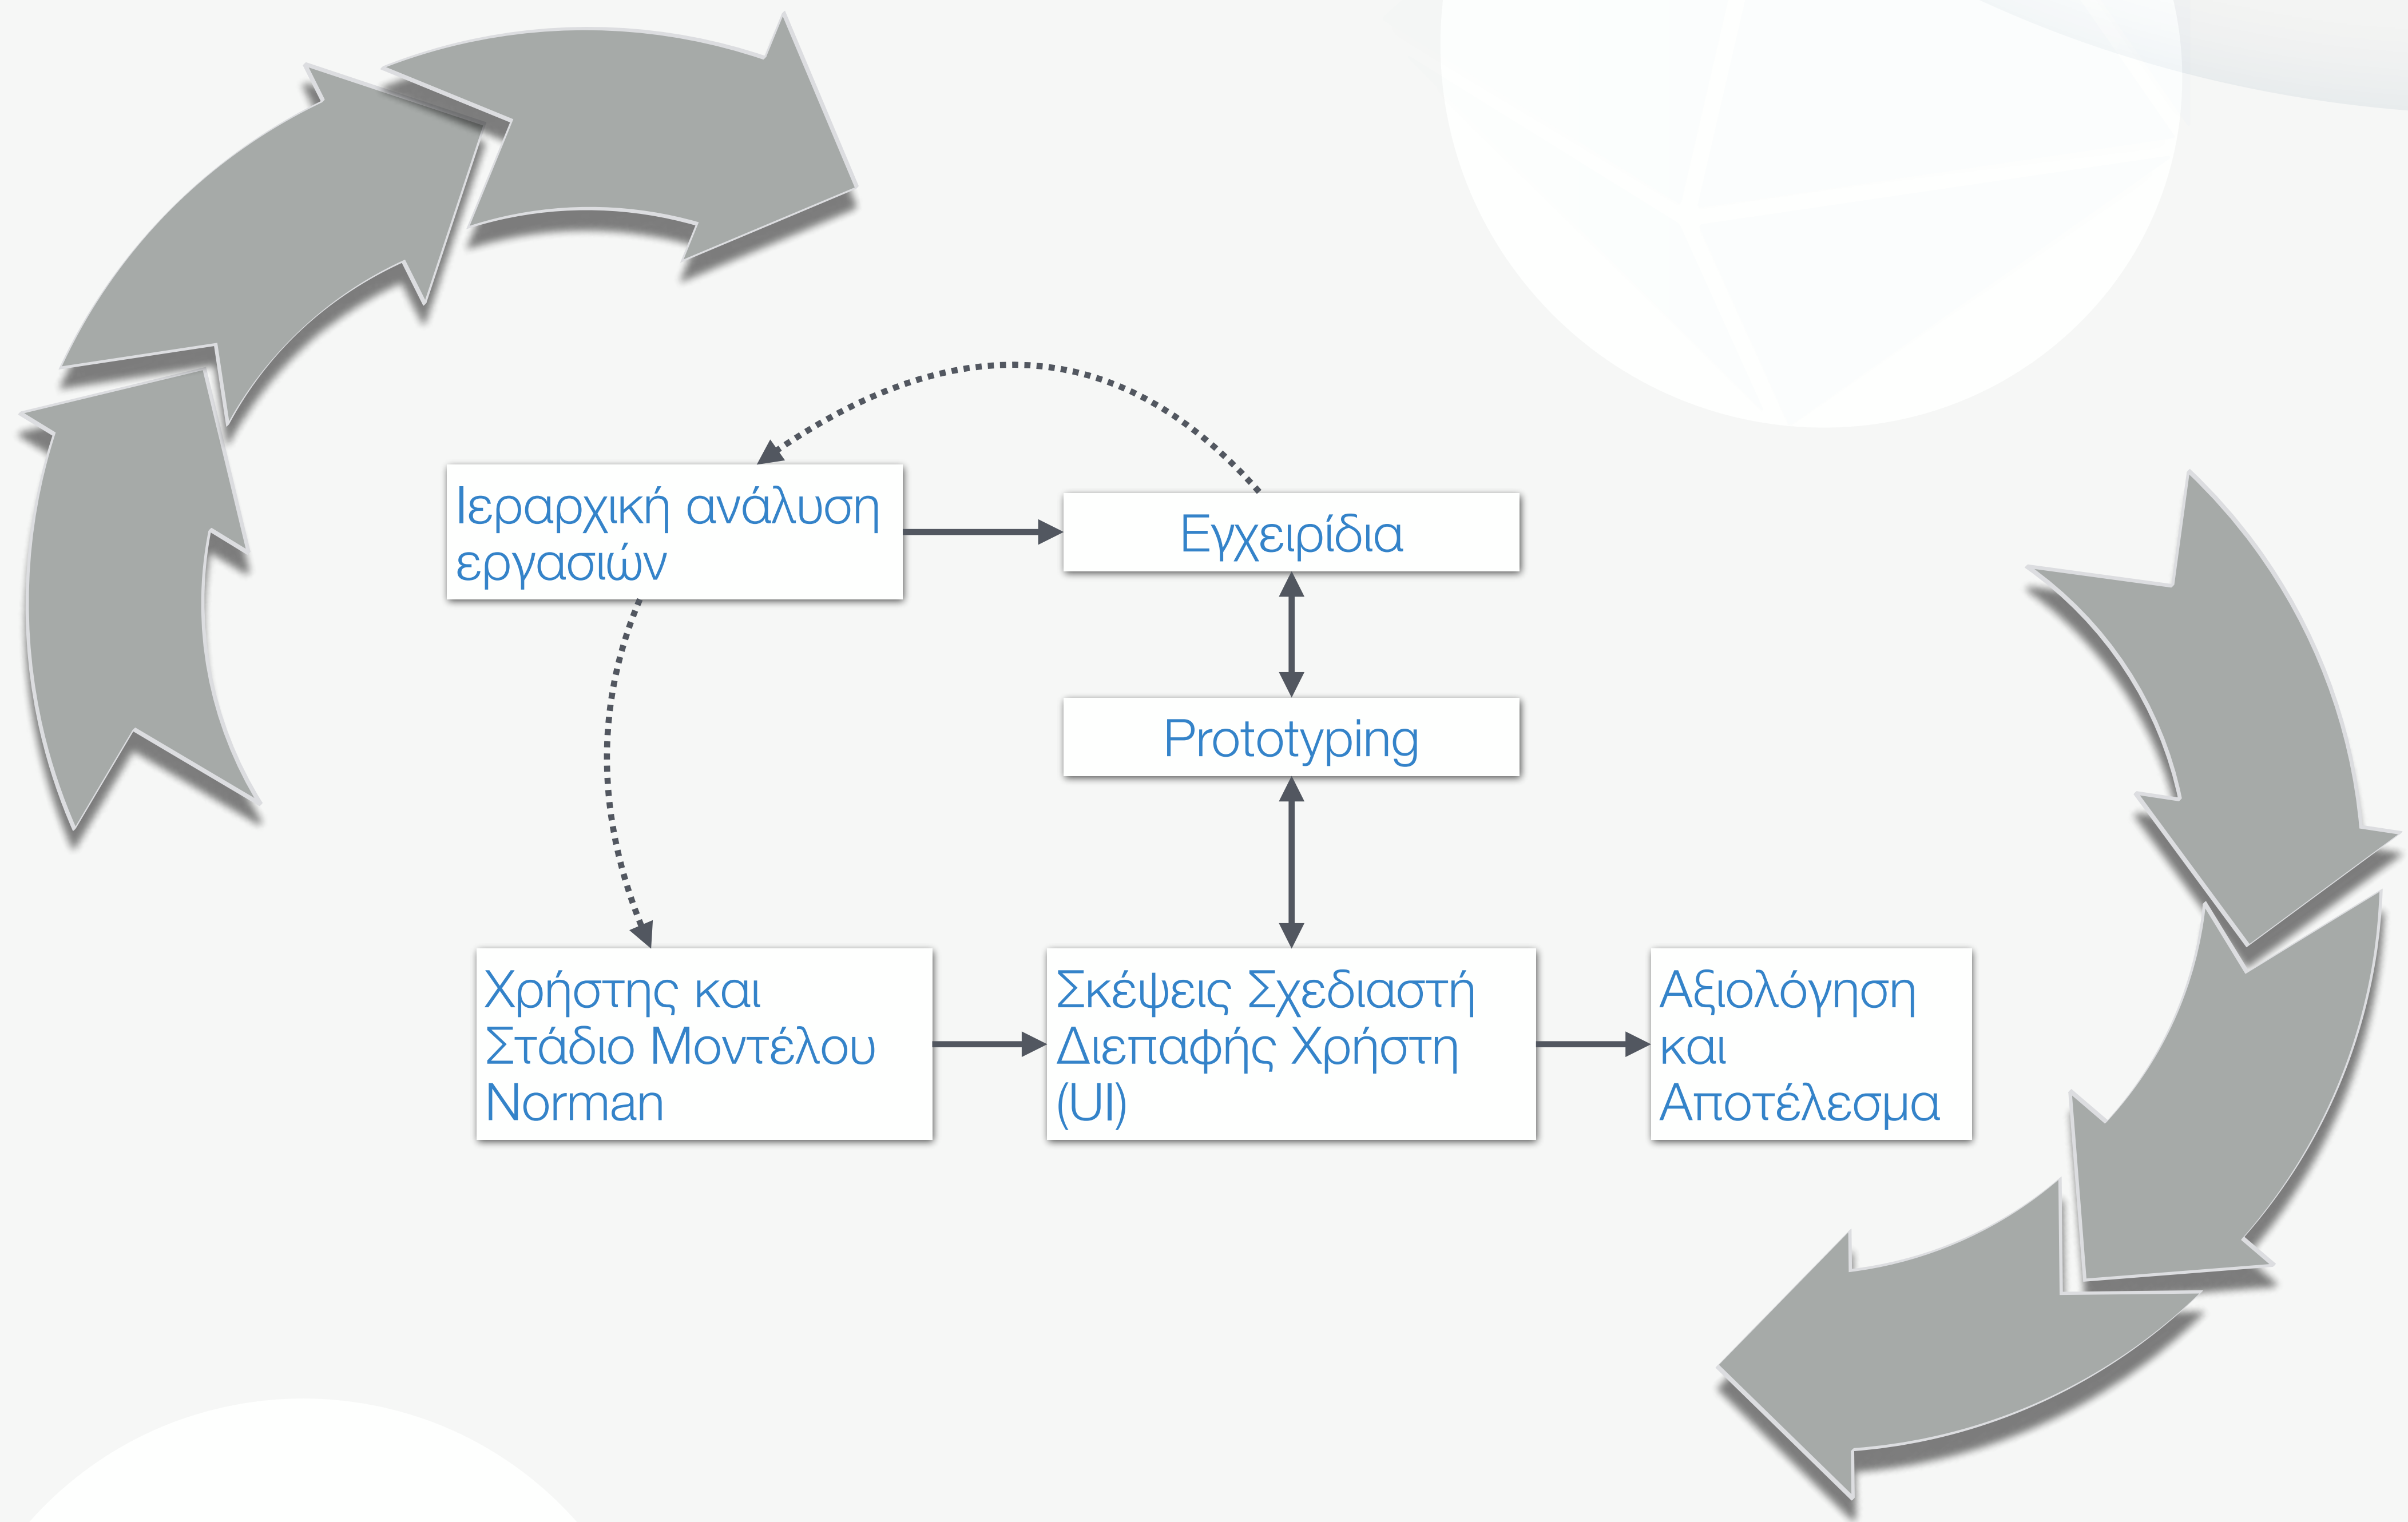 Ιεραρχική ανάλυση
εργασιών
Εγχειρίδια
Prototyping
Χρήστης και
Στάδιο Μοντέλου
Norman
Σκέψεις Σχεδιαστή
Διεπαφής Χρήστη
(UI)
Αξιολόγηση
και
Αποτέλεσμα